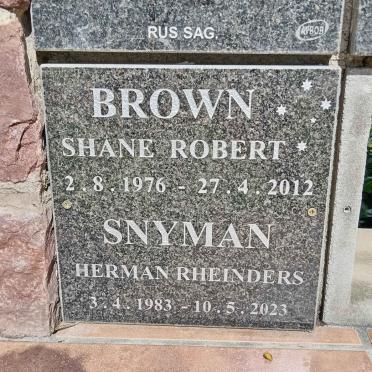 RUS SAG
AVBOB
BROWN
SHANE ROBERT
2.8.1976 - 27.4.2012
SNYMAN
HERMAN RHEINDERS
3.4.1983 - 10.5.2023